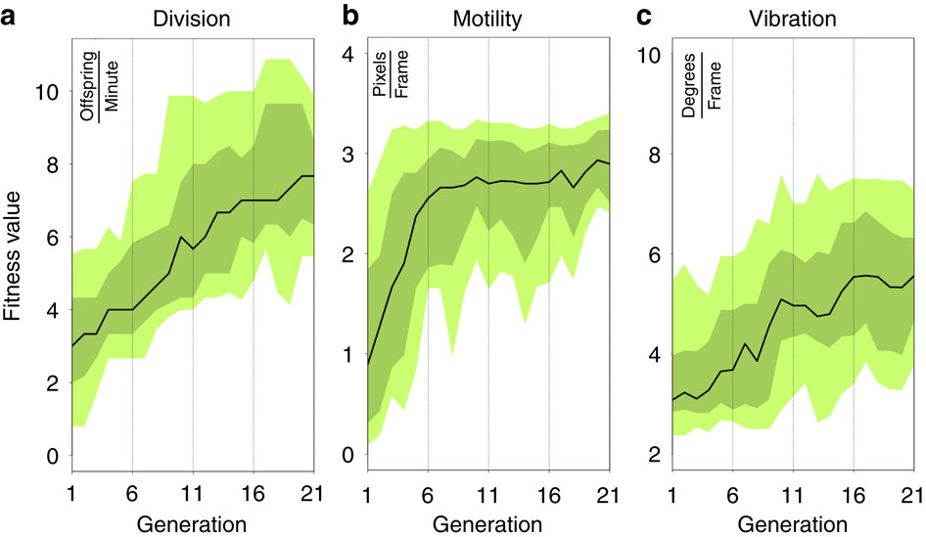 a
Division
b
Motility
c
Vibration
Fitness value
Offspring
Minute
10
8
6
4
2
0
1
6
11
16
21
Generation
Pixels
Frame
4
3
2
1
0
1
6
11
16
21
Generation
Degrees
Frame
10
8
6
4
2
1
6
11
16
21
Generation